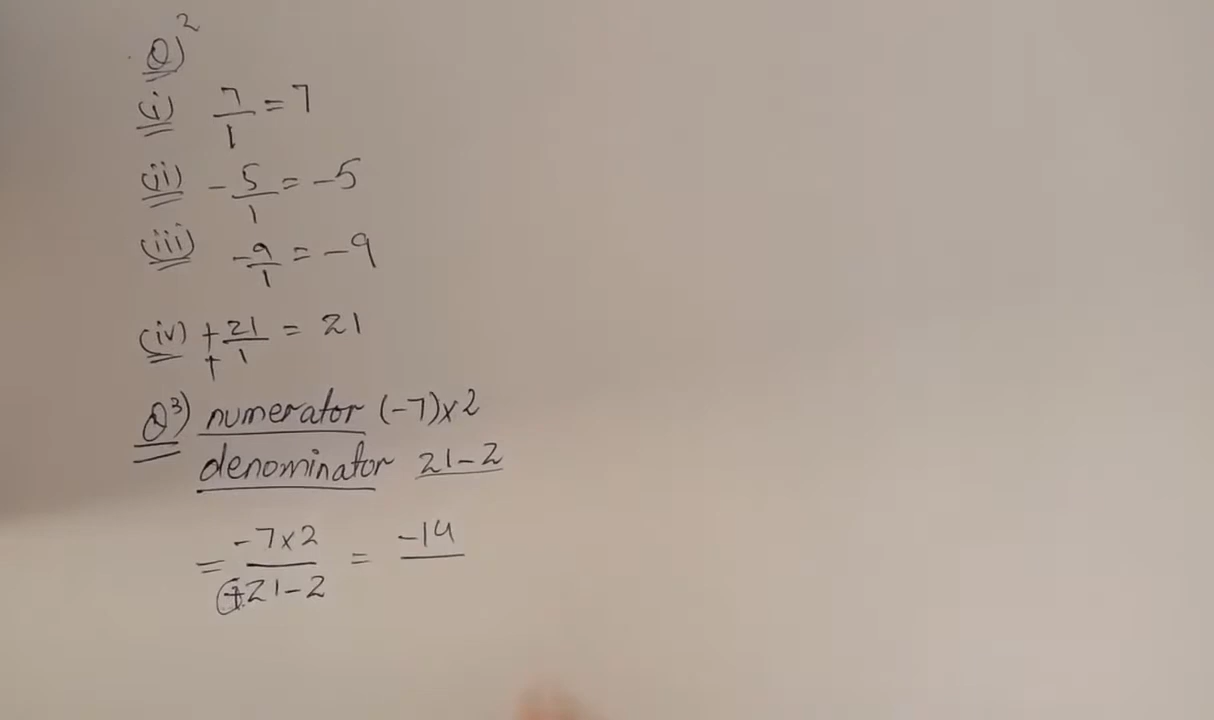 Q)2
(i) 7/1 = 7
(ii) -5/1 = -5
(iii) -9/1 = -9
(iv) +21/+1 = 21
Q3) numerator (-7)x2
denominator 21-2
= -7x2/+21-2 = -14